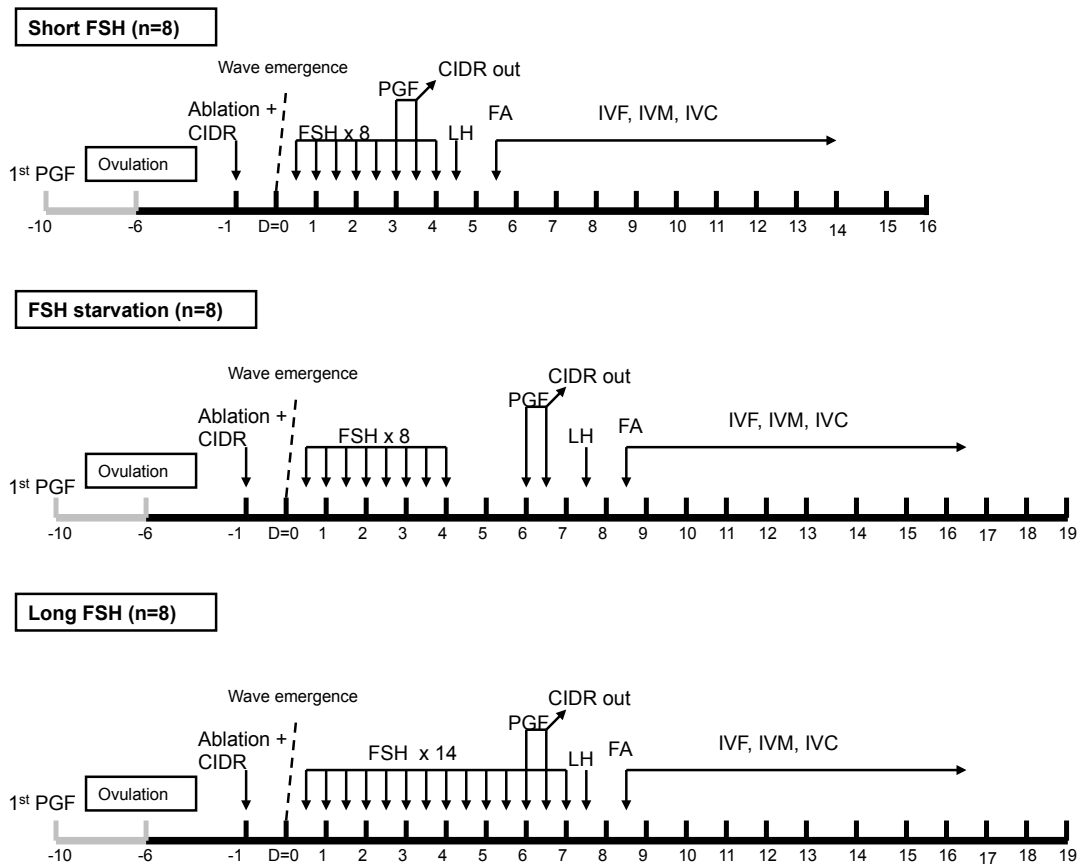 Short FSH (n=8)
Wave emergence
CIDR out
PGF
Ablation +
CIDR
FSH x 8
LH
FA
IVF, IVM, IVC
1st PGF
Ovulation
-10 -6 -1 D=0 1 2 3 4 5 6 7 8 9 10 11 12 13 14 15 16
FSH starvation (n=8)
Wave emergence
CIDR out
PGF
Ablation +
CIDR
FSH x 8
LH
FA
IVF, IVM, IVC
1st PGF
Ovulation
-10 -6 -1 D=0 1 2 3 4 5 6 7 8 9 10 11 12 13 14 15 16 17 18 19
Long FSH (n=8)
Wave emergence
CIDR out
PGF
Ablation +
CIDR
FSH x 14
LH
FA
IVF, IVM, IVC
1st PGF
Ovulation
-10 -6 -1 D=0 1 2 3 4 5 6 7 8 9 10 11 12 13 14 15 16 17 18 19